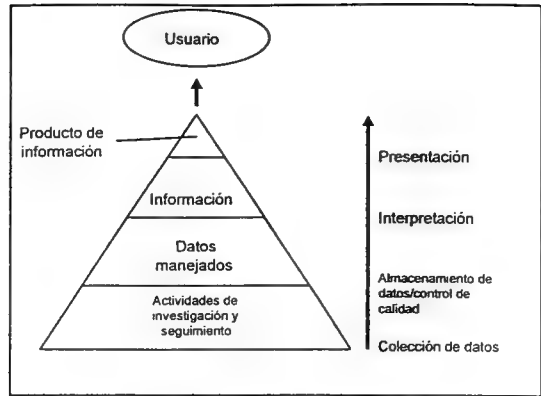 Usuario
Producto de
información
Información
Datos
manejados
Actividades de
investigación y
seguimiento
Presentación
Interpretación
Almacenamiento de
datos/control de
calidad
Colección de datos